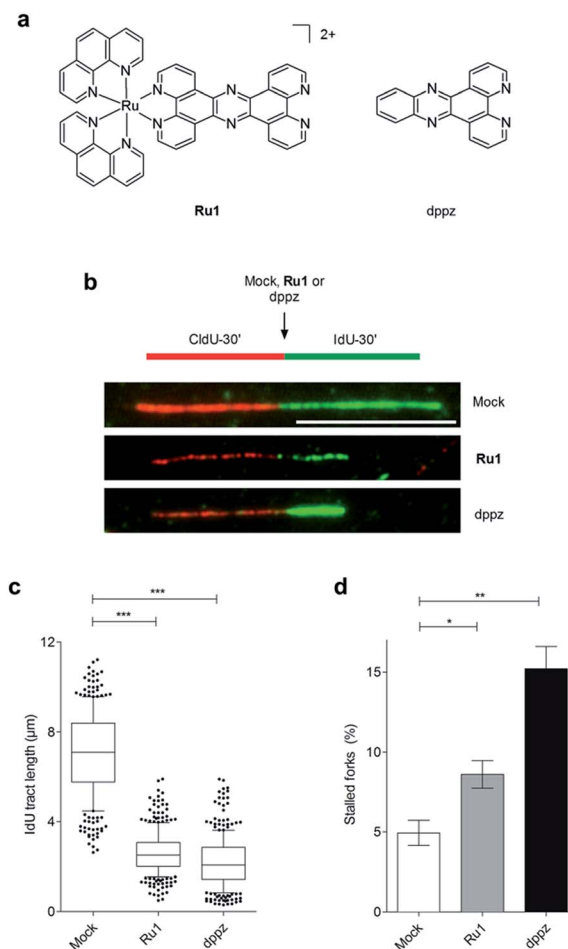 a
2+
N
N
N
N
N
N
N
N
N
N
Ru
N
N
N
N
Ru1
dppz
b
Mock, Ru1 or
dppz
CldU-30'
IdU-30'
Mock
Ru1
dppz
c
d
***
***
**
*
IdU tract length (µm)
12
8
4
0
Mock
Ru1
dppz
Stalled forks (%)
15
10
5
0
Mock
Ru1
dppz